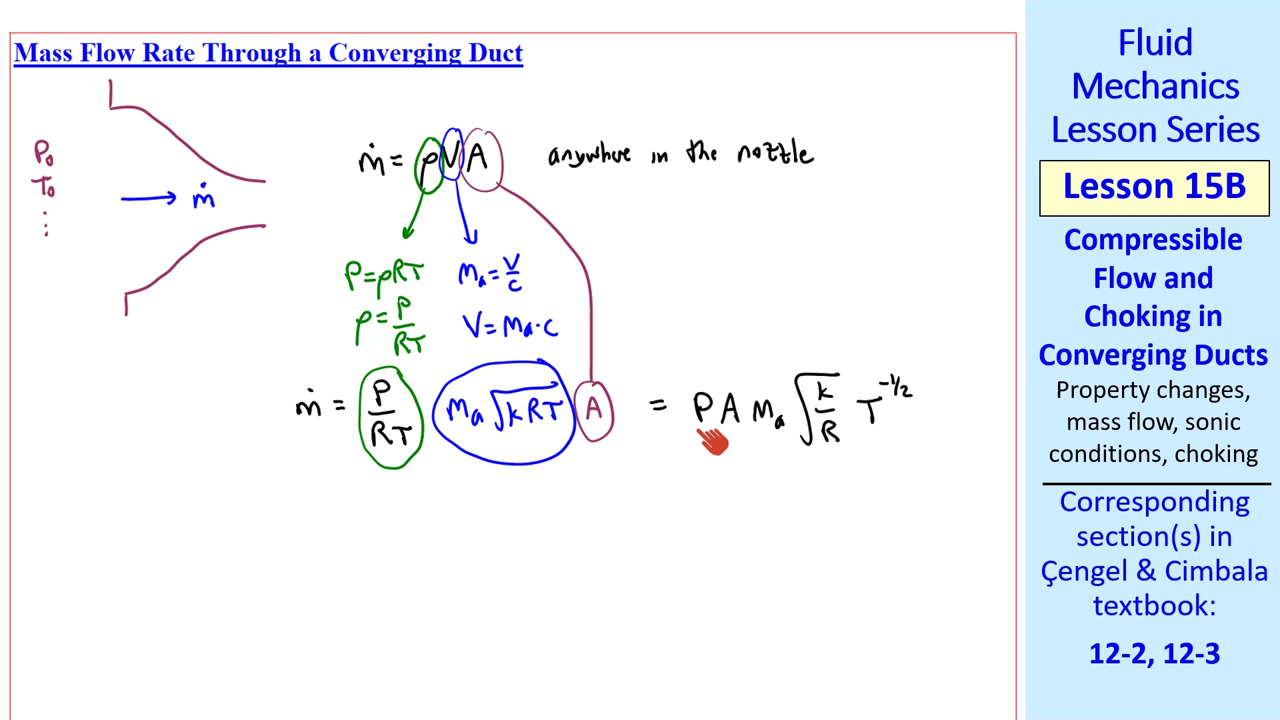 Mass Flow Rate Through a Converging Duct
P₀
T₀
⋮
ṁ
ṁ = ρVA anywhere in the nozzle
P=ρRT
ρ = P/RT
Ma = V/c
V = Ma·c
ṁ = P/RT Ma √kRT A = P A Ma √k/R T^-1/2
Fluid
Mechanics
Lesson Series
Lesson 15B
Compressible
Flow and
Choking in
Converging Ducts
Property changes,
mass flow, sonic
conditions, choking
Corresponding
section(s) in
Çengel & Cimbala
textbook:
12-2, 12-3